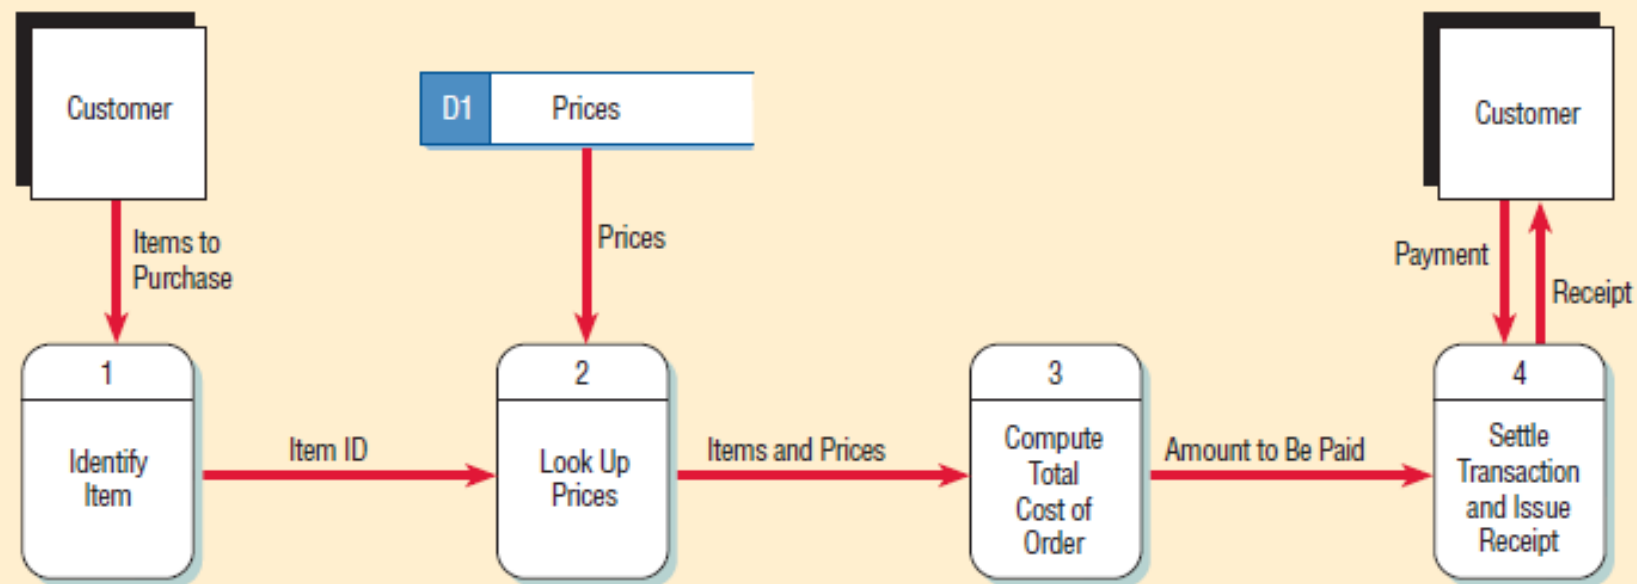 Customer
D1 Prices
Customer
Items to
Purchase
Prices
Payment
Receipt
1
Identify
Item
Item ID
2
Look Up
Prices
Items and Prices
3
Compute
Total
Cost of
Order
Amount to Be Paid
4
Settle
Transaction
and Issue
Receipt